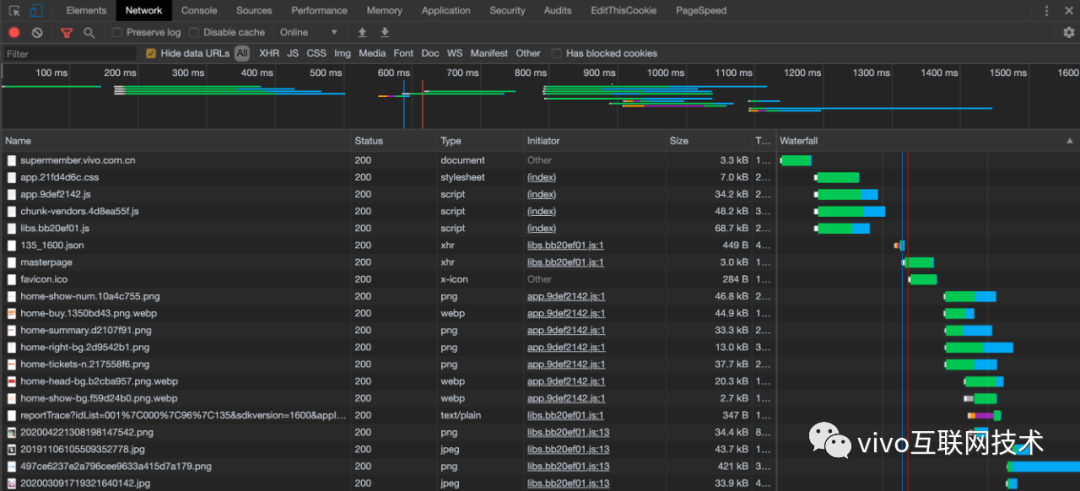 Elements Network Console Sources Performance Memory Application Security Audits EditThisCookie PageSpeed
Preserve log Disable cache Online
Filter Hide data URLs All XHR JS CSS Img Media Font Doc WS Manifest Other Has blocked cookies
100 ms 200 ms 300 ms 400 ms 500 ms 600 ms 700 ms 800 ms 900 ms 1000 ms 1100 ms 1200 ms 1300 ms 1400 ms 1500 ms 1600
Name Status Type Initiator Size T... Waterfall
supermember.vivo.com.cn 200 document Other 3.3 kB 1...
app.21fd4d6c.css 200 stylesheet (index) 7.0 kB 2...
app.9def2142.js 200 script (index) 34.2 kB 2...
chunk-vendors.4d8ea55f.js 200 script (index) 48.2 kB 3...
libs.bb20ef01.js 200 script (index) 68.7 kB 2...
135_1600.json 200 xhr libs.bb20ef01.js:1 449 B 4...
masterpage 200 xhr libs.bb20ef01.js:1 3.0 kB 1...
favicon.ico 200 x-icon Other 284 B 1...
home-show-num.10a4c755.png 200 png app.9def2142.js:1 46.8 kB 2...
home-buy.1350bd43.png.webp 200 webp app.9def2142.js:1 44.9 kB 1...
home-summary.d2107f91.png 200 png app.9def2142.js:1 33.3 kB 2...
home-right-bg.2d9542b1.png 200 png app.9def2142.js:1 13.0 kB 3...
home-tickets-n.217558f6.png 200 png app.9def2142.js:1 37.7 kB 2...
home-head-bg.b2cba957.png.webp 200 webp app.9def2142.js:1 20.3 kB 1...
home-show-bg.f59d24b0.png.webp 200 webp app.9def2142.js:1 2.7 kB 1...
reportTrace?idList=001%7C000%7C96%7C135&sdkversion=1600&appl... 200 text/plain libs.bb20ef01.js:1 347 B 1...
202004221308198147542.png 200 png libs.bb20ef01.js:13 34.4 kB 8...
20191106105509352778.jpg 200 jpeg libs.bb20ef01.js:13 43.7 kB 1...
497ce6237e2a796cee9633a415d7a179.png 200 png libs.bb20ef01.js:13 421 kB 3...
202003091719321640142.jpg 200 jpeg libs.bb20ef01.js:13 33.9 kB 4...
vivo互联网技术